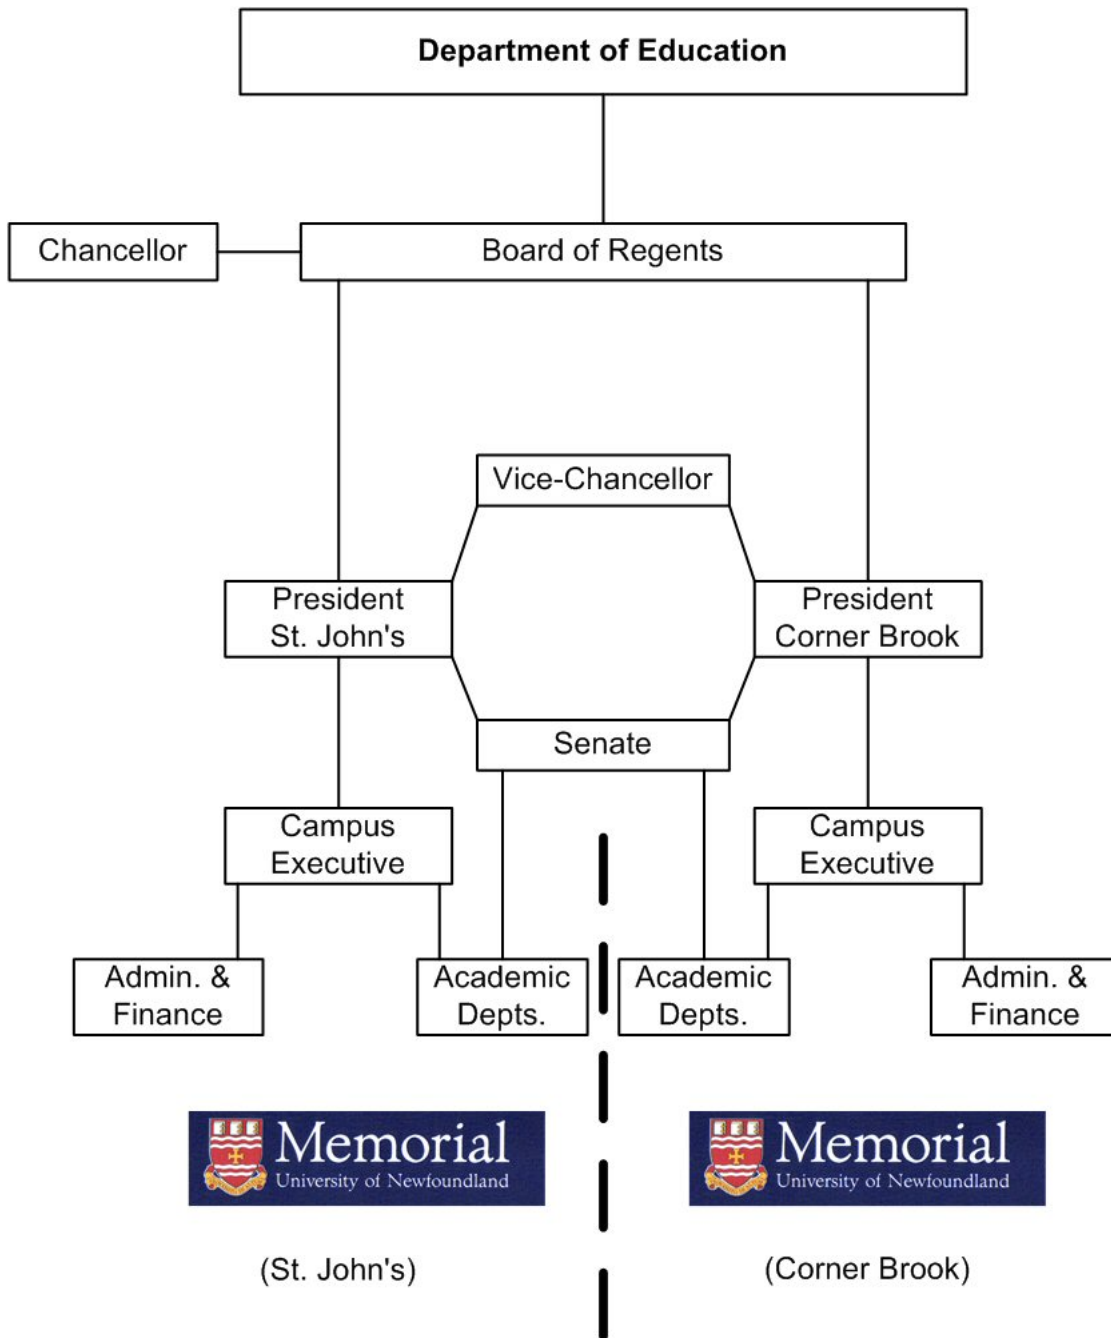 Department of Education
Chancellor
Board of Regents
Vice-Chancellor
President
St. John's
President
Corner Brook
Senate
Campus
Executive
Campus
Executive
Admin. &
Finance
Academic
Depts.
Academic
Depts.
Admin. &
Finance
Memorial
University of Newfoundland
Memorial
University of Newfoundland
(St. John's)
(Corner Brook)